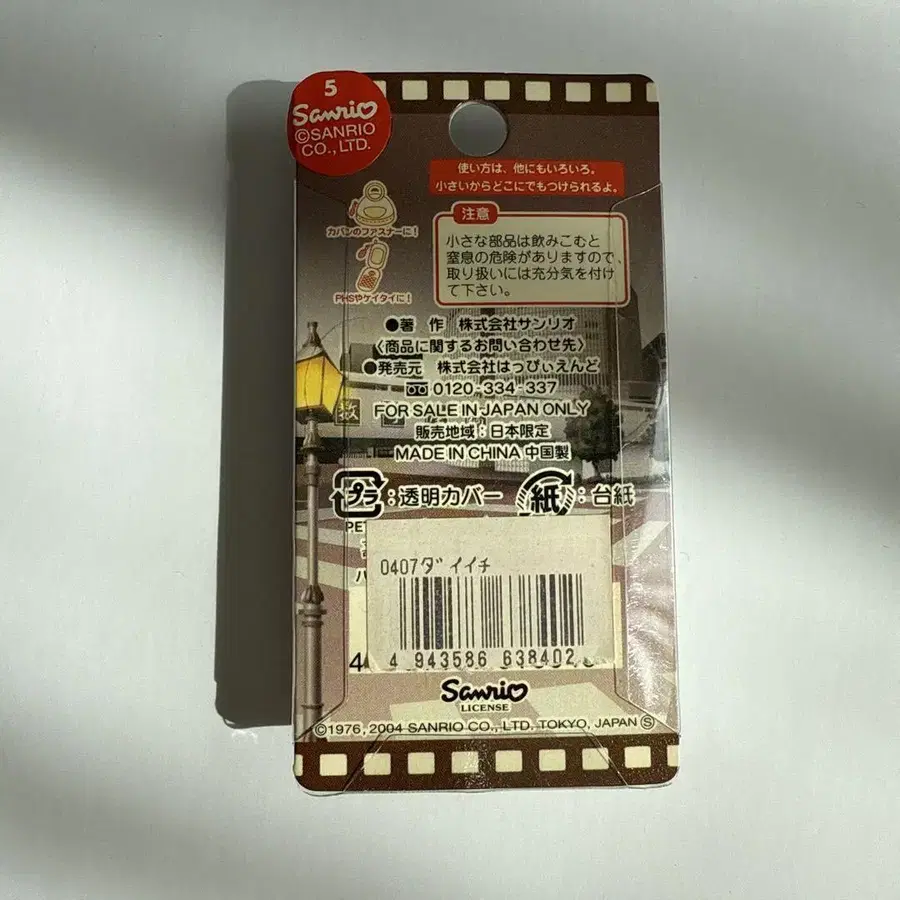 5
Sanrio
©SANRIO
CO., LTD.
使い方は、他にもいろいろ。
小さいからどこにでもつけられるよ。
カバンのファスナーに!
PHSやケイタイに!
注意
小さな部品は飲みこむと
窒息の危険がありますので、
取り扱いには充分気を付け
て下さい。
●著 作 株式会社サンリオ
〈商品に関するお問い合わせ先〉
●発売元 株式会社はっぴぃえんど
0120-334-337
FOR SALE IN JAPAN ONLY
販売地域:日本限定
MADE IN CHINA 中国製
プラ:透明カバー
紙:台紙
PET
0407ダイイチ
4 943586 638402
4
Sanrio
LICENSE
©1976, 2004 SANRIO CO., LTD. TOKYO, JAPAN Ⓢ